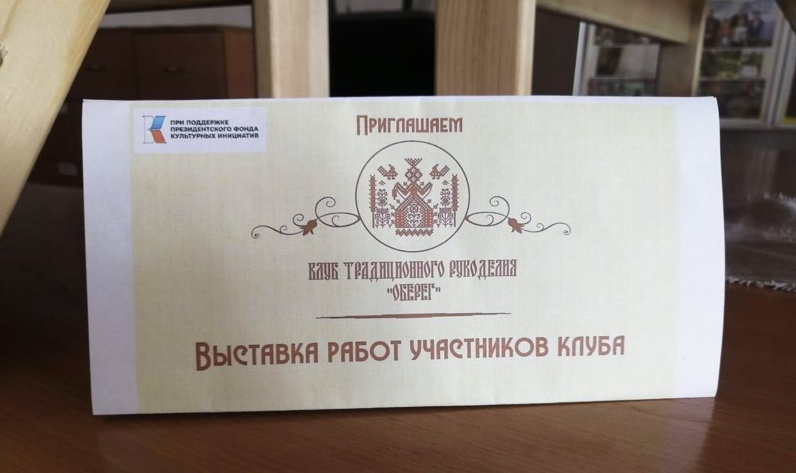 ПРИ ПОДДЕРЖКЕ
ПРЕЗИДЕНТСКОГО ФОНДА
КУЛЬТУРНЫХ ИНИЦИАТИВ
ПРИГЛАШАЕМ
КЛУБ ТРАДИЦИОННОГО РУКОДЕЛИЯ
"ОБЕРЕГ"
ВЫСТАВКА РАБОТ УЧАСТНИКОВ КЛУБА